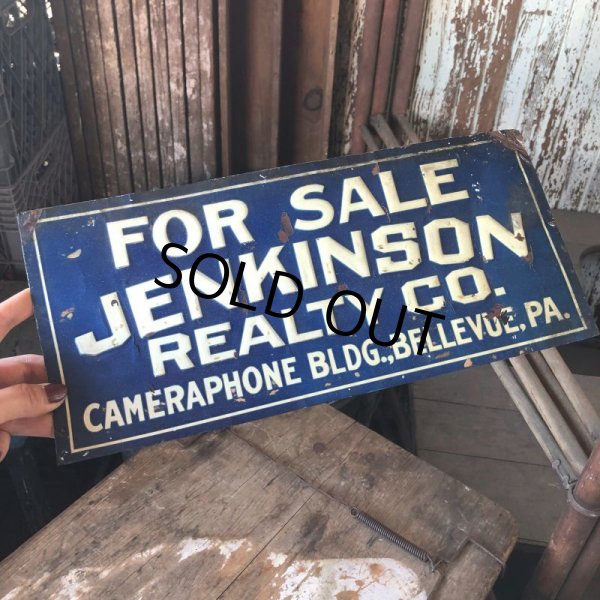 FOR SALE
JENKINSON
REALTY CO.
CAMERAPHONE BLDG., BELLEVUE, PA.
SOLD OUT